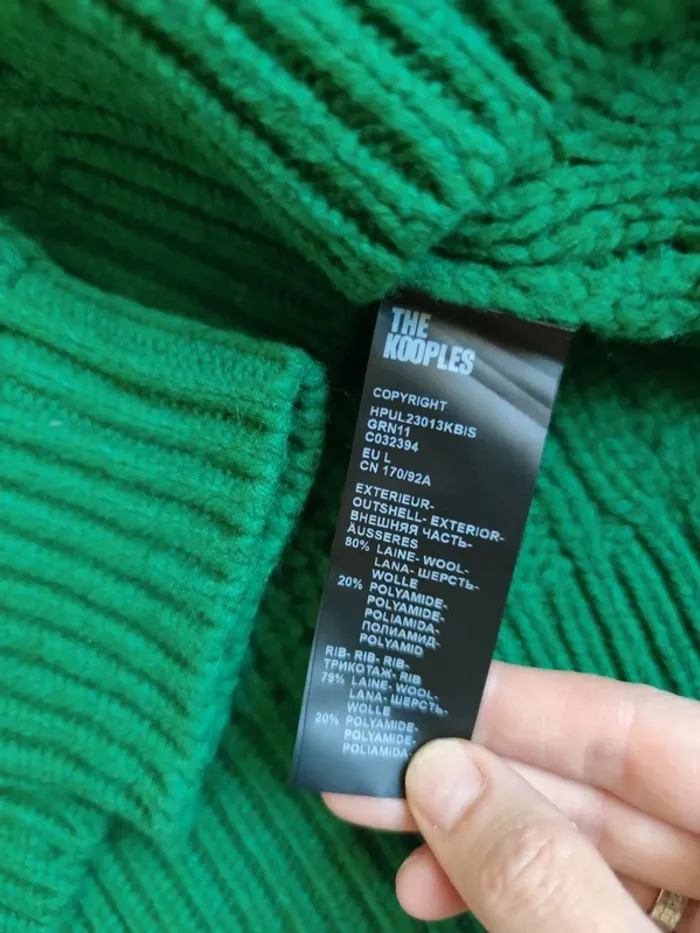 THE
KOOPLES
COPYRIGHT
HPUL23013KBIS
GRN11
C032394
EU L
CN 170/92A
EXTERIEUR-
OUTSHELL- EXTERIOR-
ВНЕШНЯЯ ЧАСТЬ-
ÄUSSERES
80% LAINE- WOOL-
LANA- ШЕРСТЬ-
WOLLE
20% POLYAMIDE-
POLYAMIDE-
POLIAMIDA-
ПОЛИАМИД-
POLYAMID
RIB- RIB- RIB-
ТРИКОТАЖ- RIB
79% LAINE- WOOL-
LANA- ШЕРСТЬ-
WOLLE
20% POLYAMIDE-
POLYAMIDE-
POLIAMIDA-